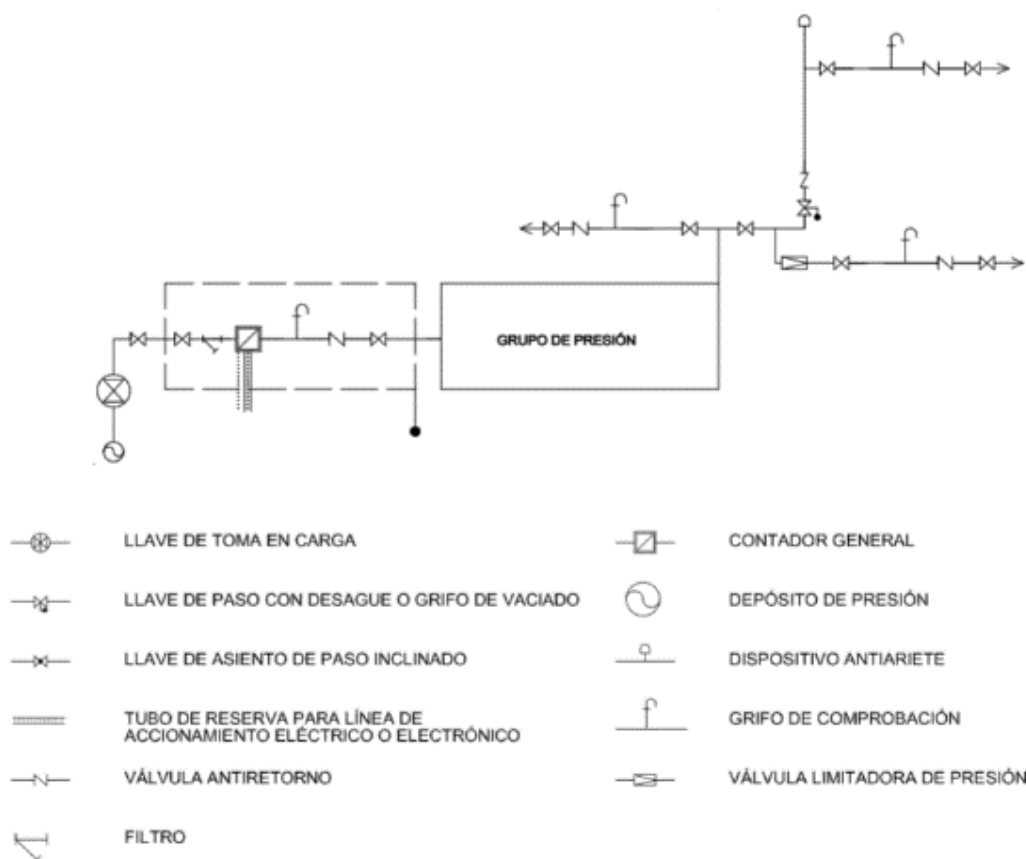 GRUPO DE PRESIÓN
LLAVE DE TOMA EN CARGA
CONTADOR GENERAL
LLAVE DE PASO CON DESAGUE O GRIFO DE VACIADO
DEPÓSITO DE PRESIÓN
LLAVE DE ASIENTO DE PASO INCLINADO
DISPOSITIVO ANTIARIETE
TUBO DE RESERVA PARA LÍNEA DE
ACCIONAMIENTO ELÉCTRICO O ELECTRÓNICO
GRIFO DE COMPROBACIÓN
VÁLVULA ANTIRETORNO
VÁLVULA LIMITADORA DE PRESIÓN
FILTRO